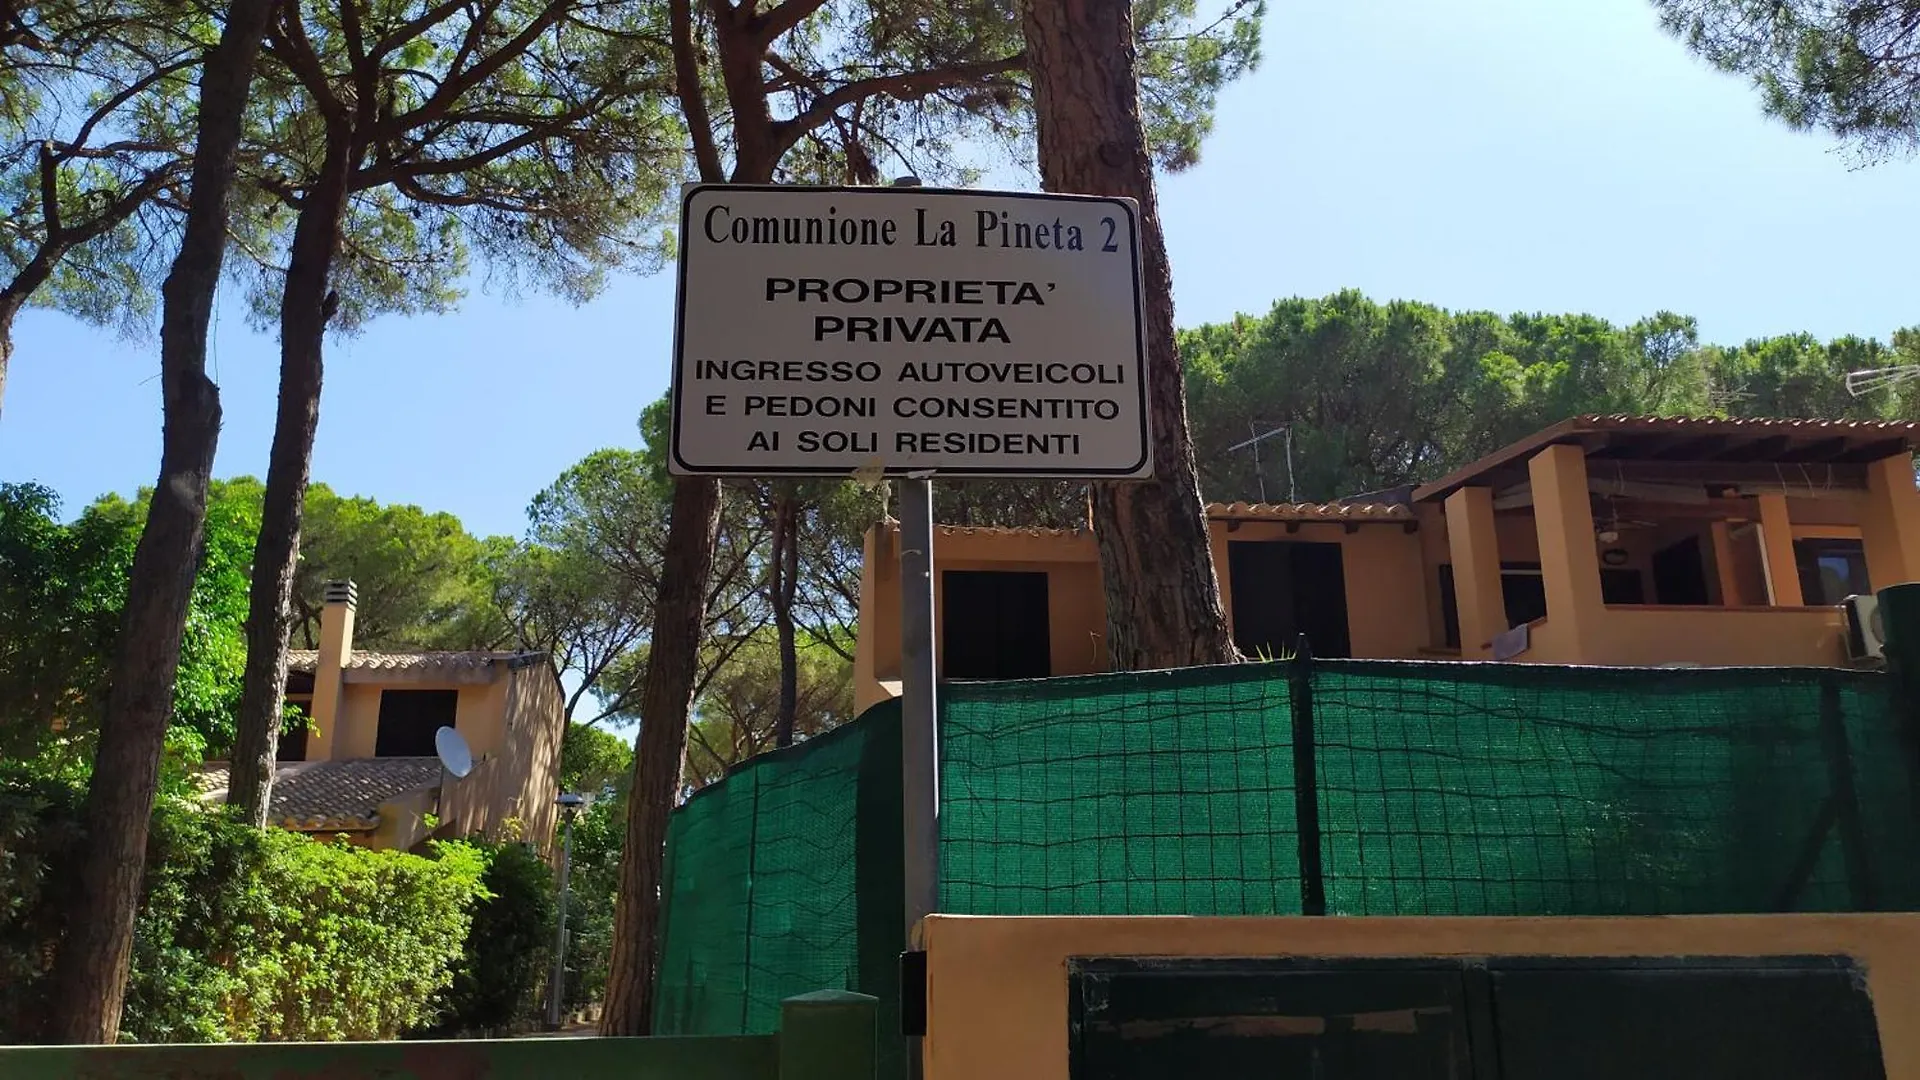 Comunione La Pineta 2
PROPRIETA'
PRIVATA
INGRESSO AUTOVEICOLI
E PEDONI CONSENTITO
AI SOLI RESIDENTI